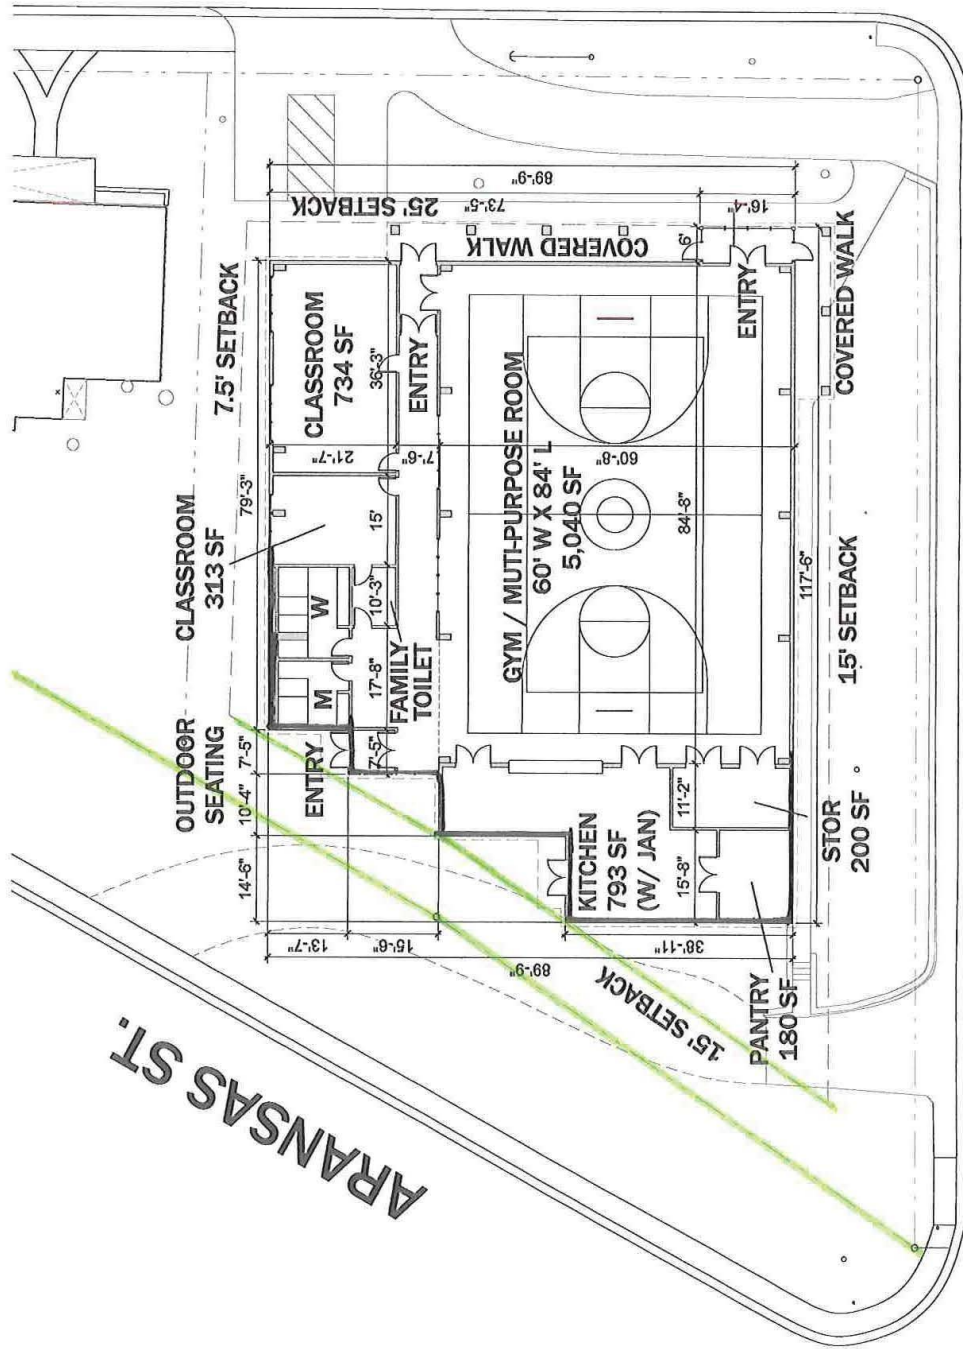 ARANSAS ST.
OUTDOOR
SEATING
CLASSROOM
313 SF
7.5' SETBACK
25' SETBACK
14'-6"
10'-4"
7'-5"
79'-3"
ENTRY
M
W
CLASSROOM
734 SF
21'-7"
36'-3"
15'
10'-3"
17'-8"
7'-5"
FAMILY
TOILET
7'-6"
ENTRY
COVERED WALK
89'-9"
73'-5"
16'-4"
6'
13'-7"
15'-6"
38'-11"
89'-9"
15' SETBACK
GYM / MUTI-PURPOSE ROOM
60' W X 84' L
5,040 SF
60'-8"
84'-8"
ENTRY
KITCHEN
793 SF
(W/ JAN)
11'-2"
15'-8"
117'-6"
PANTRY
180 SF
STOR
200 SF
15' SETBACK
COVERED WALK